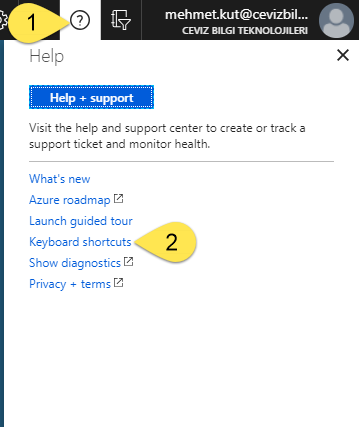 1
?
mehmet.kut@cevizbil...
CEVIZ BILGI TEKNOLOJILERI
Help
Help + support
Visit the help and support center to create or track a
support ticket and monitor health.
What's new
Azure roadmap
Launch guided tour
Keyboard shortcuts
2
Show diagnostics
Privacy + terms